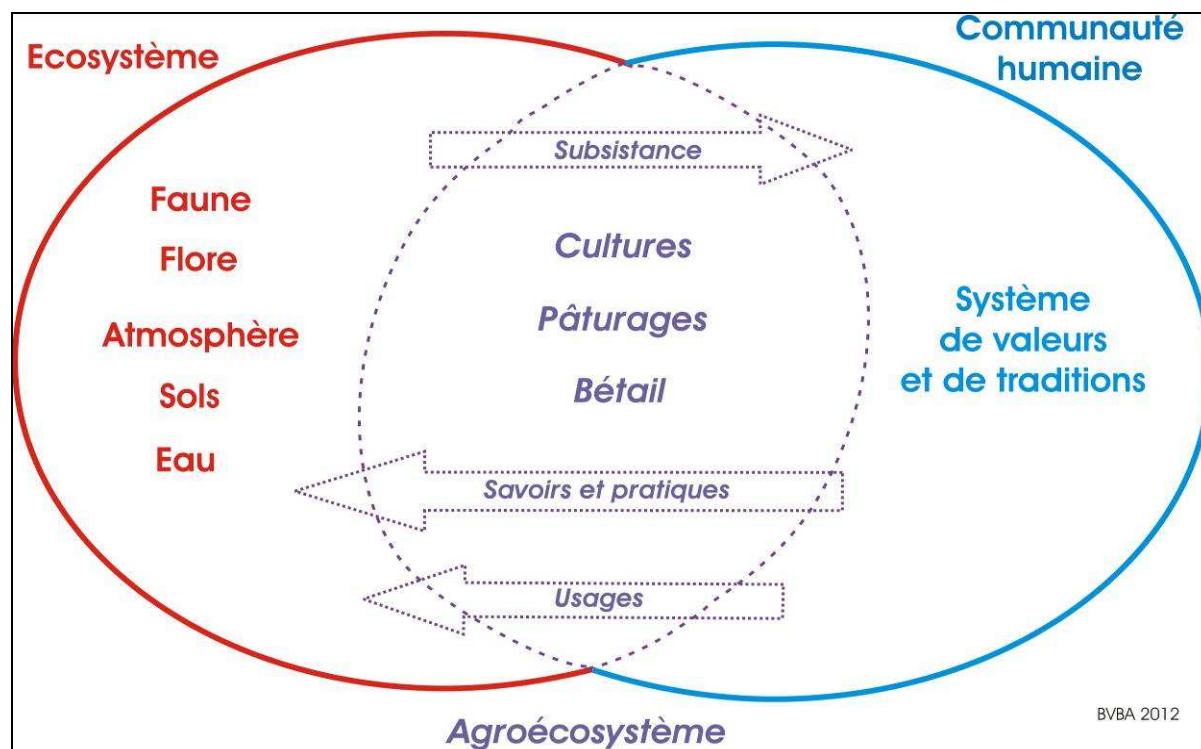 Ecosystème
Communauté
humaine
Subsistance
Faune
Flore
Atmosphère
Sols
Eau
Cultures
Pâturages
Bétail
Système
de valeurs
et de traditions
Savoirs et pratiques
Usages
Agroécosystème
BVBA 2012